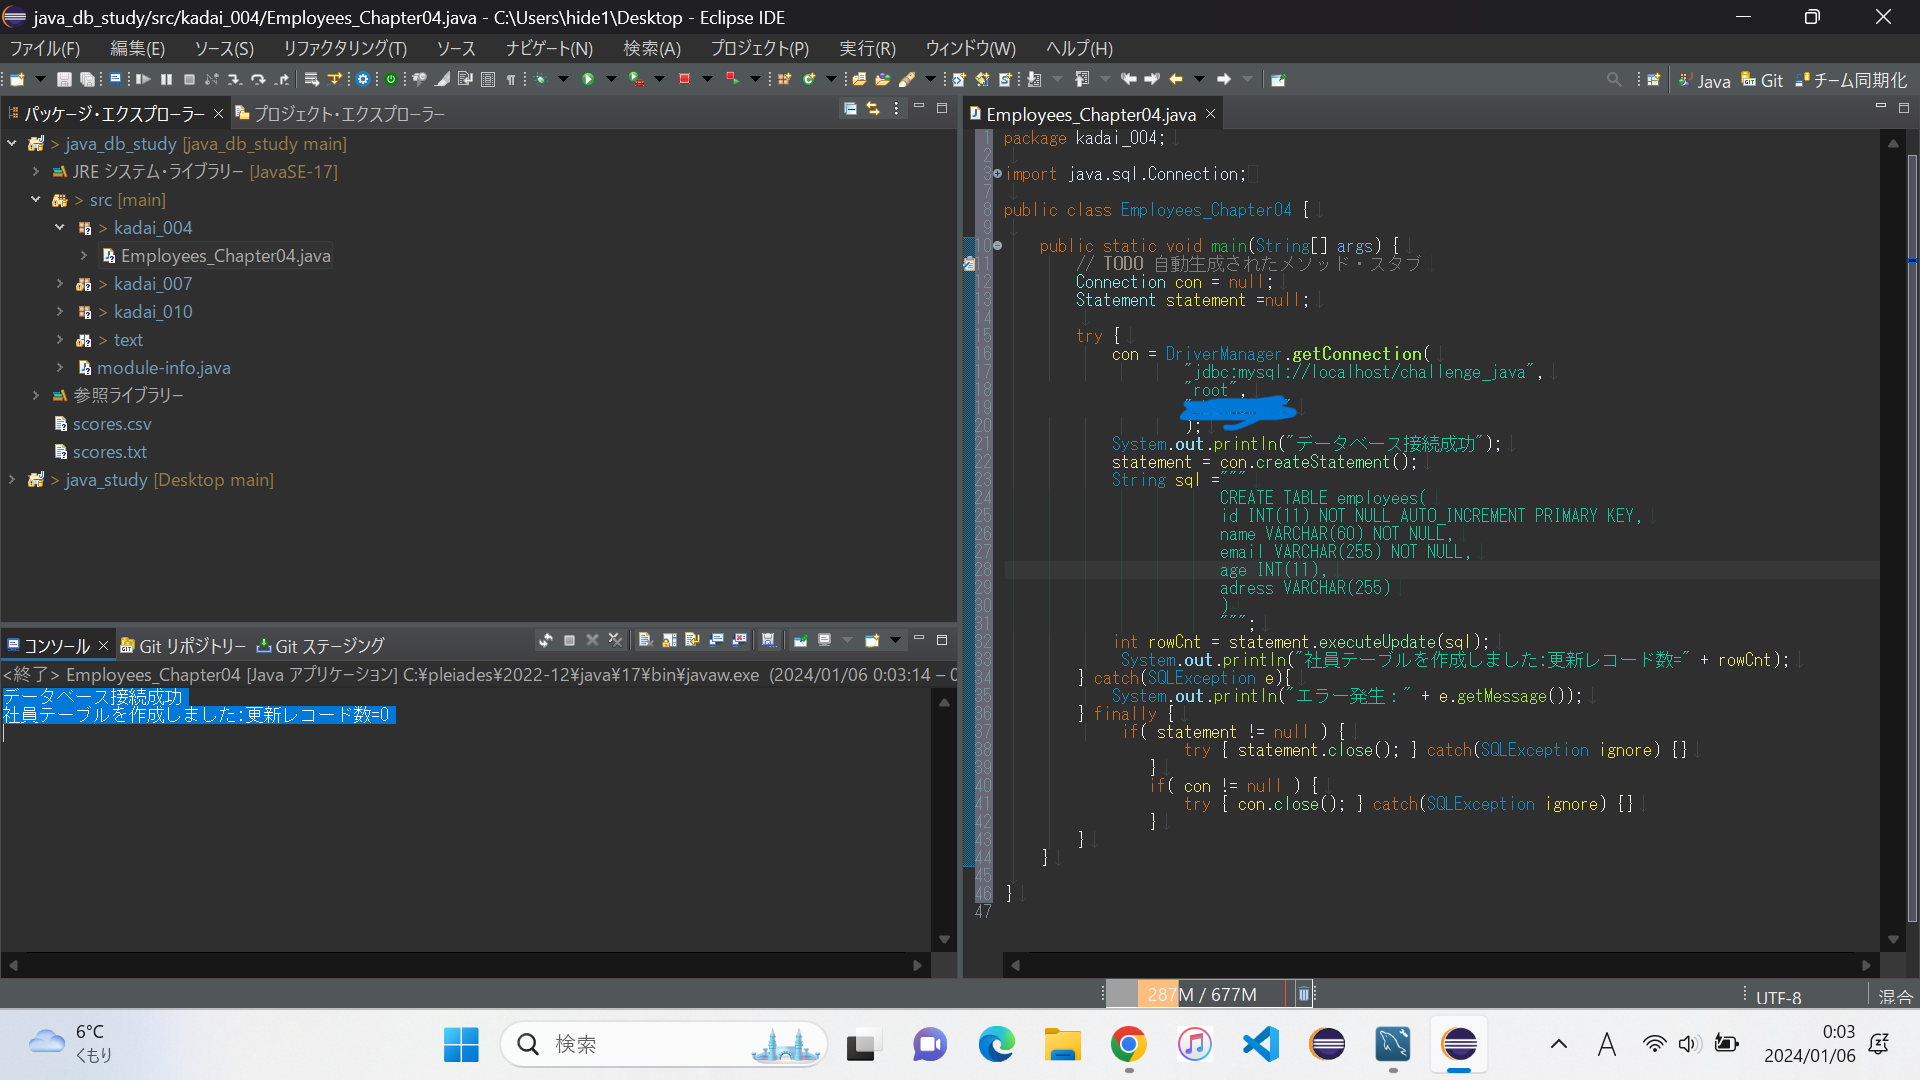 java_db_study/src/kadai_004/Employees_Chapter04.java - C:\Users\hide1\Desktop - Eclipse IDE
ファイル(F) 編集(E) ソース(S) リファクタリング(T) ソース ナビゲート(N) 検索(A) プロジェクト(P) 実行(R) ウィンドウ(W) ヘルプ(H)
Java Git チーム同期化
パッケージ・エクスプローラー プロジェクト・エクスプローラー
> java_db_study [java_db_study main]
JRE システム・ライブラリー [JavaSE-17]
> src [main]
> kadai_004
Employees_Chapter04.java
> kadai_007
> kadai_010
> text
module-info.java
参照ライブラリー
scores.csv
scores.txt
> java_study [Desktop main]
コンソール Git リポジトリー Git ステージング
<終了> Employees_Chapter04 [Java アプリケーション] C:¥pleiades¥2022-12¥java¥17¥bin¥javaw.exe (2024/01/06 0:03:14 –
データベース接続成功
社員テーブルを作成しました:更新レコード数=0
Employees_Chapter04.java
1 package kadai_004;
2
3 import java.sql.Connection;
7
8 public class Employees_Chapter04 {
9
10 public static void main(String[] args) {
11 // TODO 自動生成されたメソッド・スタブ
12 Connection con = null;
13 Statement statement =null;
14
15 try {
16 con = DriverManager.getConnection(
17 "jdbc:mysql://localhost/challenge_java",
18 "root",
19
20 );
21 System.out.println("データベース接続成功");
22 statement = con.createStatement();
23 String sql ="""
24 CREATE TABLE employees(
25 id INT(11) NOT NULL AUTO_INCREMENT PRIMARY KEY,
26 name VARCHAR(60) NOT NULL,
27 email VARCHAR(255) NOT NULL,
28 age INT(11),
29 adress VARCHAR(255)
30 )
31 """;
32 int rowCnt = statement.executeUpdate(sql);
33 System.out.println("社員テーブルを作成しました:更新レコード数=" + rowCnt);
34 } catch(SQLException e){
35 System.out.println("エラー発生：" + e.getMessage());
36 } finally {
37 if( statement != null ) {
38 try { statement.close(); } catch(SQLException ignore) {}
39 }
40 if( con != null ) {
41 try { con.close(); } catch(SQLException ignore) {}
42 }
43 }
44 }
45
46 }
47
287M / 677M
UTF-8
混合
6°C
くもり
検索
A
0:03
2024/01/06